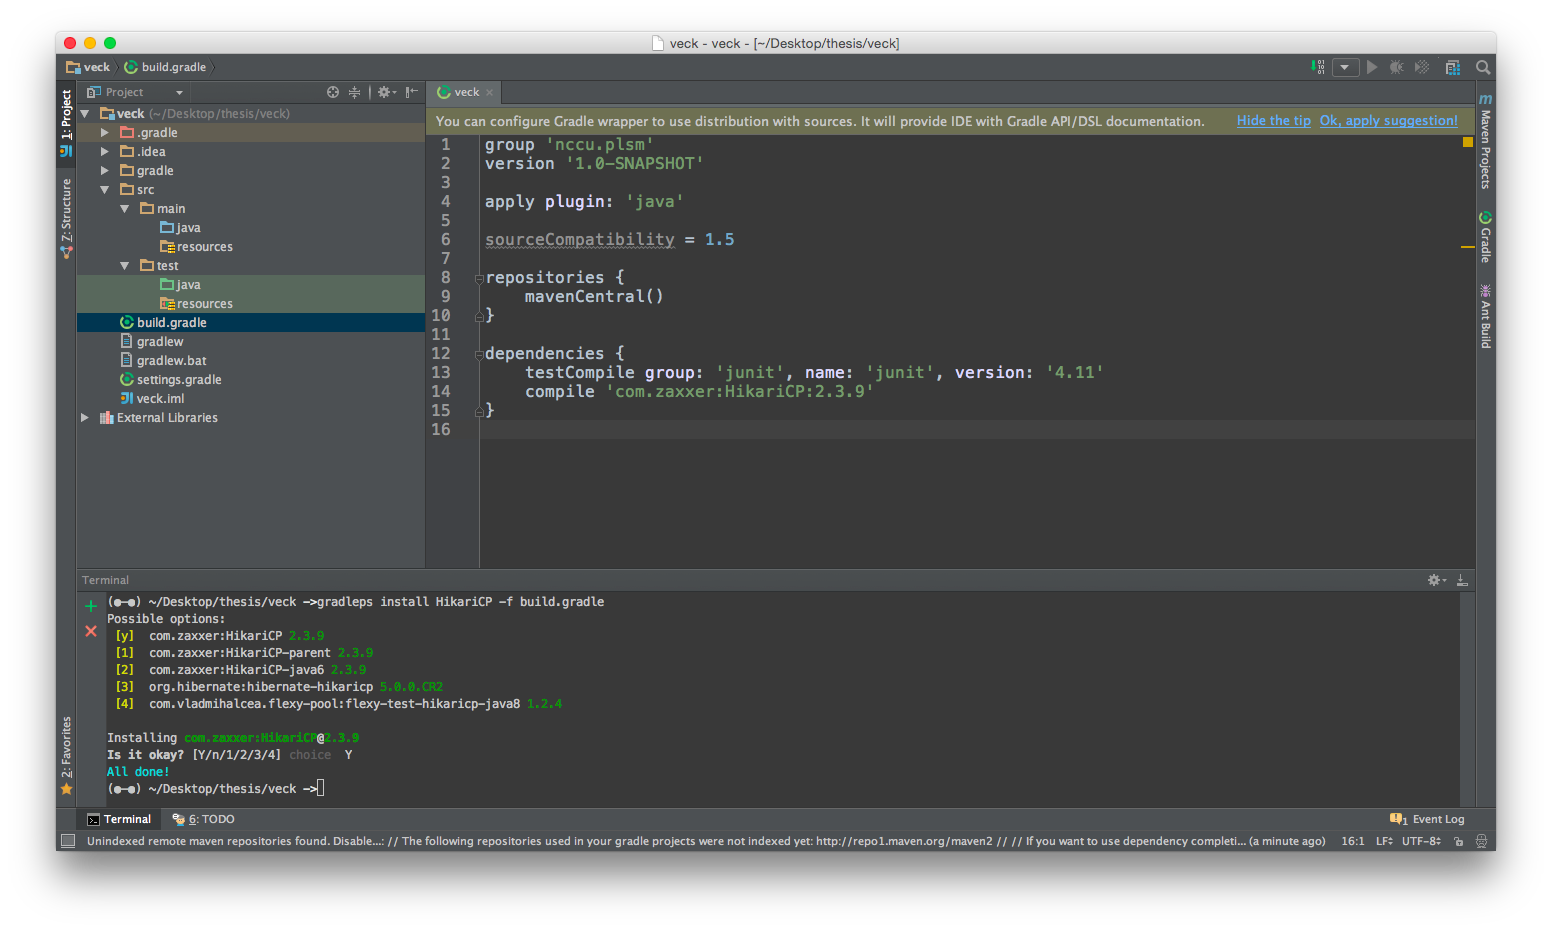 veck - veck - [~/Desktop/thesis/veck]
veck
build.gradle
Project
veck
1: Project
7: Structure
2: Favorites
veck (~/Desktop/thesis/veck)
.gradle
.idea
gradle
src
main
java
resources
test
java
resources
build.gradle
gradlew
gradlew.bat
settings.gradle
veck.iml
External Libraries
You can configure Gradle wrapper to use distribution with sources. It will provide IDE with Gradle API/DSL documentation. Hide the tip Ok, apply suggestion!
1 group 'nccu.plsm'
2 version '1.0-SNAPSHOT'
3
4 apply plugin: 'java'
5
6 sourceCompatibility = 1.5
7
8 repositories {
9 mavenCentral()
10 }
11
12 dependencies {
13 testCompile group: 'junit', name: 'junit', version: '4.11'
14 compile 'com.zaxxer:HikariCP:2.3.9'
15 }
16
m Maven Projects
Gradle
Ant Build
Terminal
(●—●) ~/Desktop/thesis/veck ->gradleps install HikariCP -f build.gradle
Possible options:
[y] com.zaxxer:HikariCP 2.3.9
[1] com.zaxxer:HikariCP-parent 2.3.9
[2] com.zaxxer:HikariCP-java6 2.3.9
[3] org.hibernate:hibernate-hikaricp 5.0.0.CR2
[4] com.vladmihalcea.flexy-pool:flexy-test-hikaricp-java8 1.2.4
Installing com.zaxxer:HikariCP@2.3.9
Is it okay? [Y/n/1/2/3/4] choice Y
All done!
(●—●) ~/Desktop/thesis/veck ->
Terminal
6: TODO
1 Event Log
Unindexed remote maven repositories found. Disable...: // The following repositories used in your gradle projects were not indexed yet: http://repo1.maven.org/maven2 // // If you want to use dependency completi... (a minute ago) 16:1 LF UTF-8